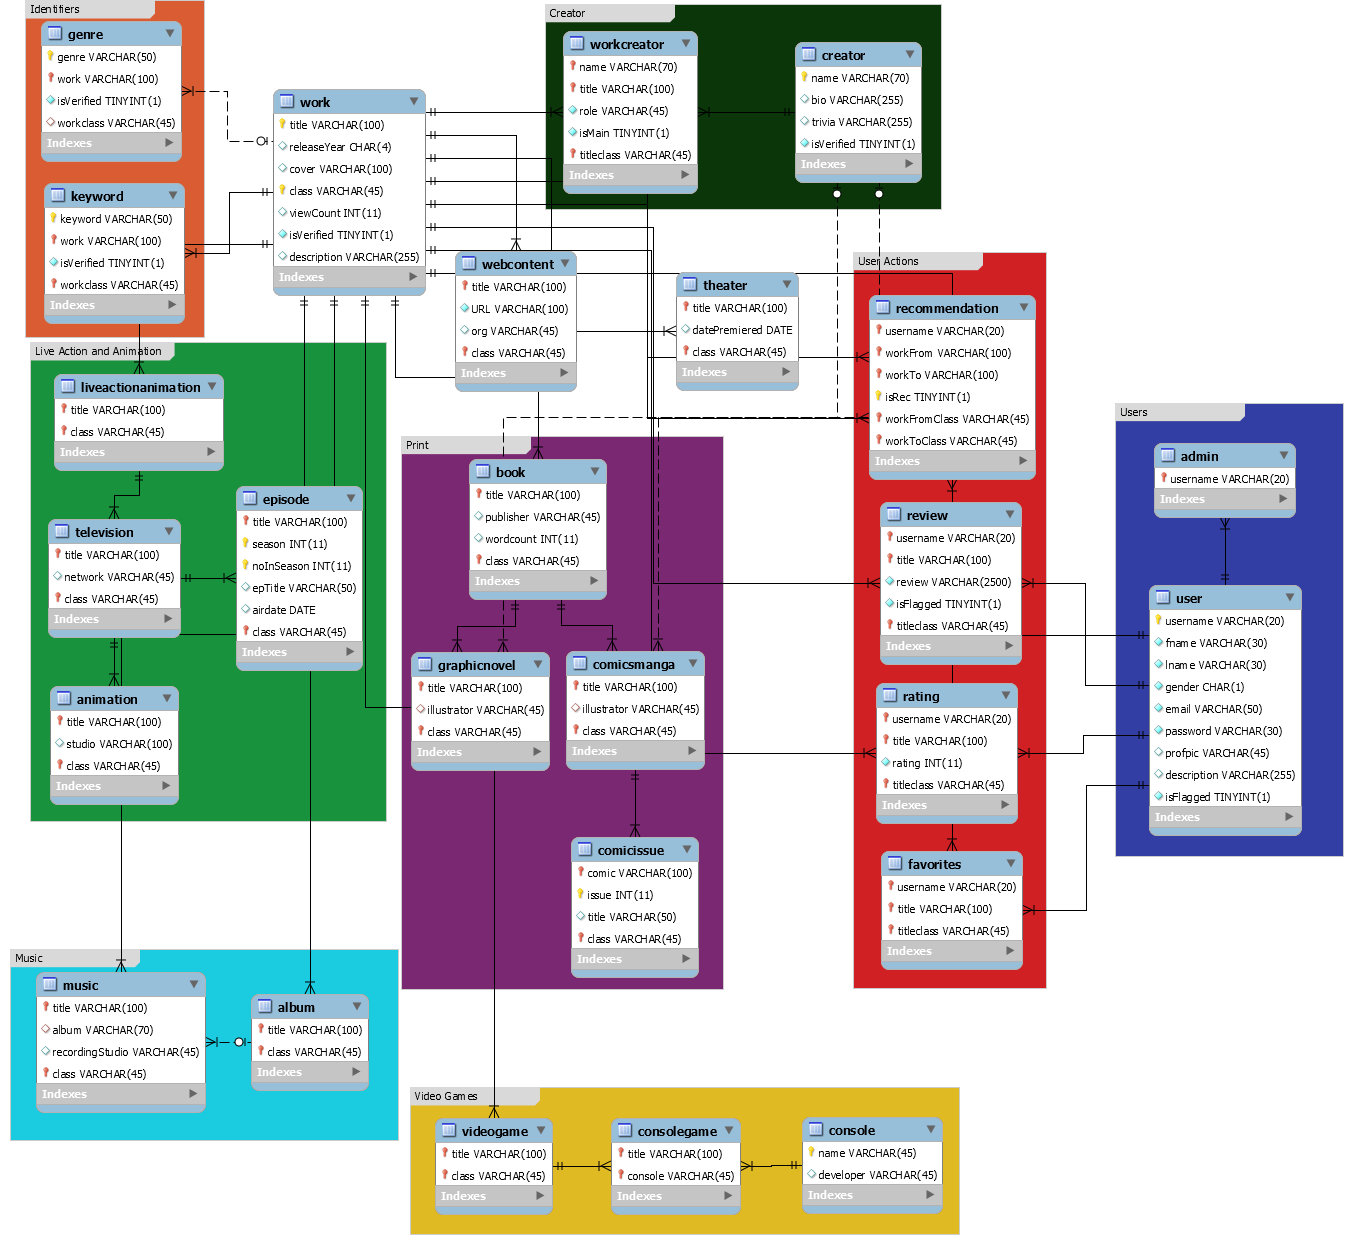 Identifiers
genre
genre VARCHAR(50)
work VARCHAR(100)
isVerified TINYINT(1)
workclass VARCHAR(45)
Indexes
keyword
keyword VARCHAR(50)
work VARCHAR(100)
isVerified TINYINT(1)
workclass VARCHAR(45)
Indexes
work
title VARCHAR(100)
releaseYear CHAR(4)
cover VARCHAR(100)
class VARCHAR(45)
viewCount INT(11)
isVerified TINYINT(1)
description VARCHAR(255)
Indexes
Creator
workcreator
name VARCHAR(70)
title VARCHAR(100)
role VARCHAR(45)
isMain TINYINT(1)
titleclass VARCHAR(45)
Indexes
creator
name VARCHAR(70)
bio VARCHAR(255)
trivia VARCHAR(255)
isVerified TINYINT(1)
Indexes
webcontent
title VARCHAR(100)
URL VARCHAR(100)
org VARCHAR(45)
class VARCHAR(45)
Indexes
theater
title VARCHAR(100)
datePremiered DATE
class VARCHAR(45)
Indexes
User Actions
recommendation
username VARCHAR(20)
workFrom VARCHAR(100)
workTo VARCHAR(100)
isRec TINYINT(1)
workFromClass VARCHAR(45)
workToClass VARCHAR(45)
Indexes
review
username VARCHAR(20)
title VARCHAR(100)
review VARCHAR(2500)
isFlagged TINYINT(1)
titleclass VARCHAR(45)
Indexes
rating
username VARCHAR(20)
title VARCHAR(100)
rating INT(11)
titleclass VARCHAR(45)
Indexes
favorites
username VARCHAR(20)
title VARCHAR(100)
titleclass VARCHAR(45)
Indexes
Users
admin
username VARCHAR(20)
Indexes
user
username VARCHAR(20)
fname VARCHAR(30)
lname VARCHAR(30)
gender CHAR(1)
email VARCHAR(50)
password VARCHAR(30)
profpic VARCHAR(45)
description VARCHAR(255)
isFlagged TINYINT(1)
Indexes
Live Action and Animation
liveactionanimation
title VARCHAR(100)
class VARCHAR(45)
Indexes
television
title VARCHAR(100)
network VARCHAR(45)
class VARCHAR(45)
Indexes
episode
title VARCHAR(100)
season INT(11)
noInSeason INT(11)
epTitle VARCHAR(50)
airdate DATE
class VARCHAR(45)
Indexes
animation
title VARCHAR(100)
studio VARCHAR(100)
class VARCHAR(45)
Indexes
Print
book
title VARCHAR(100)
publisher VARCHAR(45)
wordcount INT(11)
class VARCHAR(45)
Indexes
graphicnovel
title VARCHAR(100)
illustrator VARCHAR(45)
class VARCHAR(45)
Indexes
comicsmanga
title VARCHAR(100)
illustrator VARCHAR(45)
class VARCHAR(45)
Indexes
comicissue
comic VARCHAR(100)
issue INT(11)
title VARCHAR(50)
class VARCHAR(45)
Indexes
Music
music
title VARCHAR(100)
album VARCHAR(70)
recordingStudio VARCHAR(45)
class VARCHAR(45)
Indexes
album
title VARCHAR(100)
class VARCHAR(45)
Indexes
Video Games
videogame
title VARCHAR(100)
class VARCHAR(45)
Indexes
consolegame
title VARCHAR(100)
console VARCHAR(45)
Indexes
console
name VARCHAR(45)
developer VARCHAR(45)
Indexes